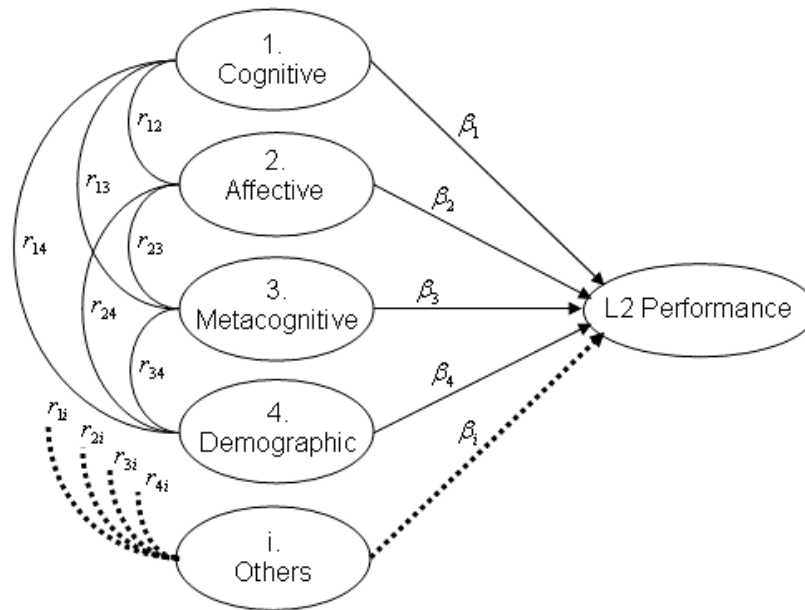 1.
Cognitive
r12
β1
2.
Affective
r13
β2
r23
r14
3.
Metacognitive
β3
L2 Performance
r24
r34
β4
4.
Demographic
r1i
r2i
r3i
r4i
βi
i.
Others